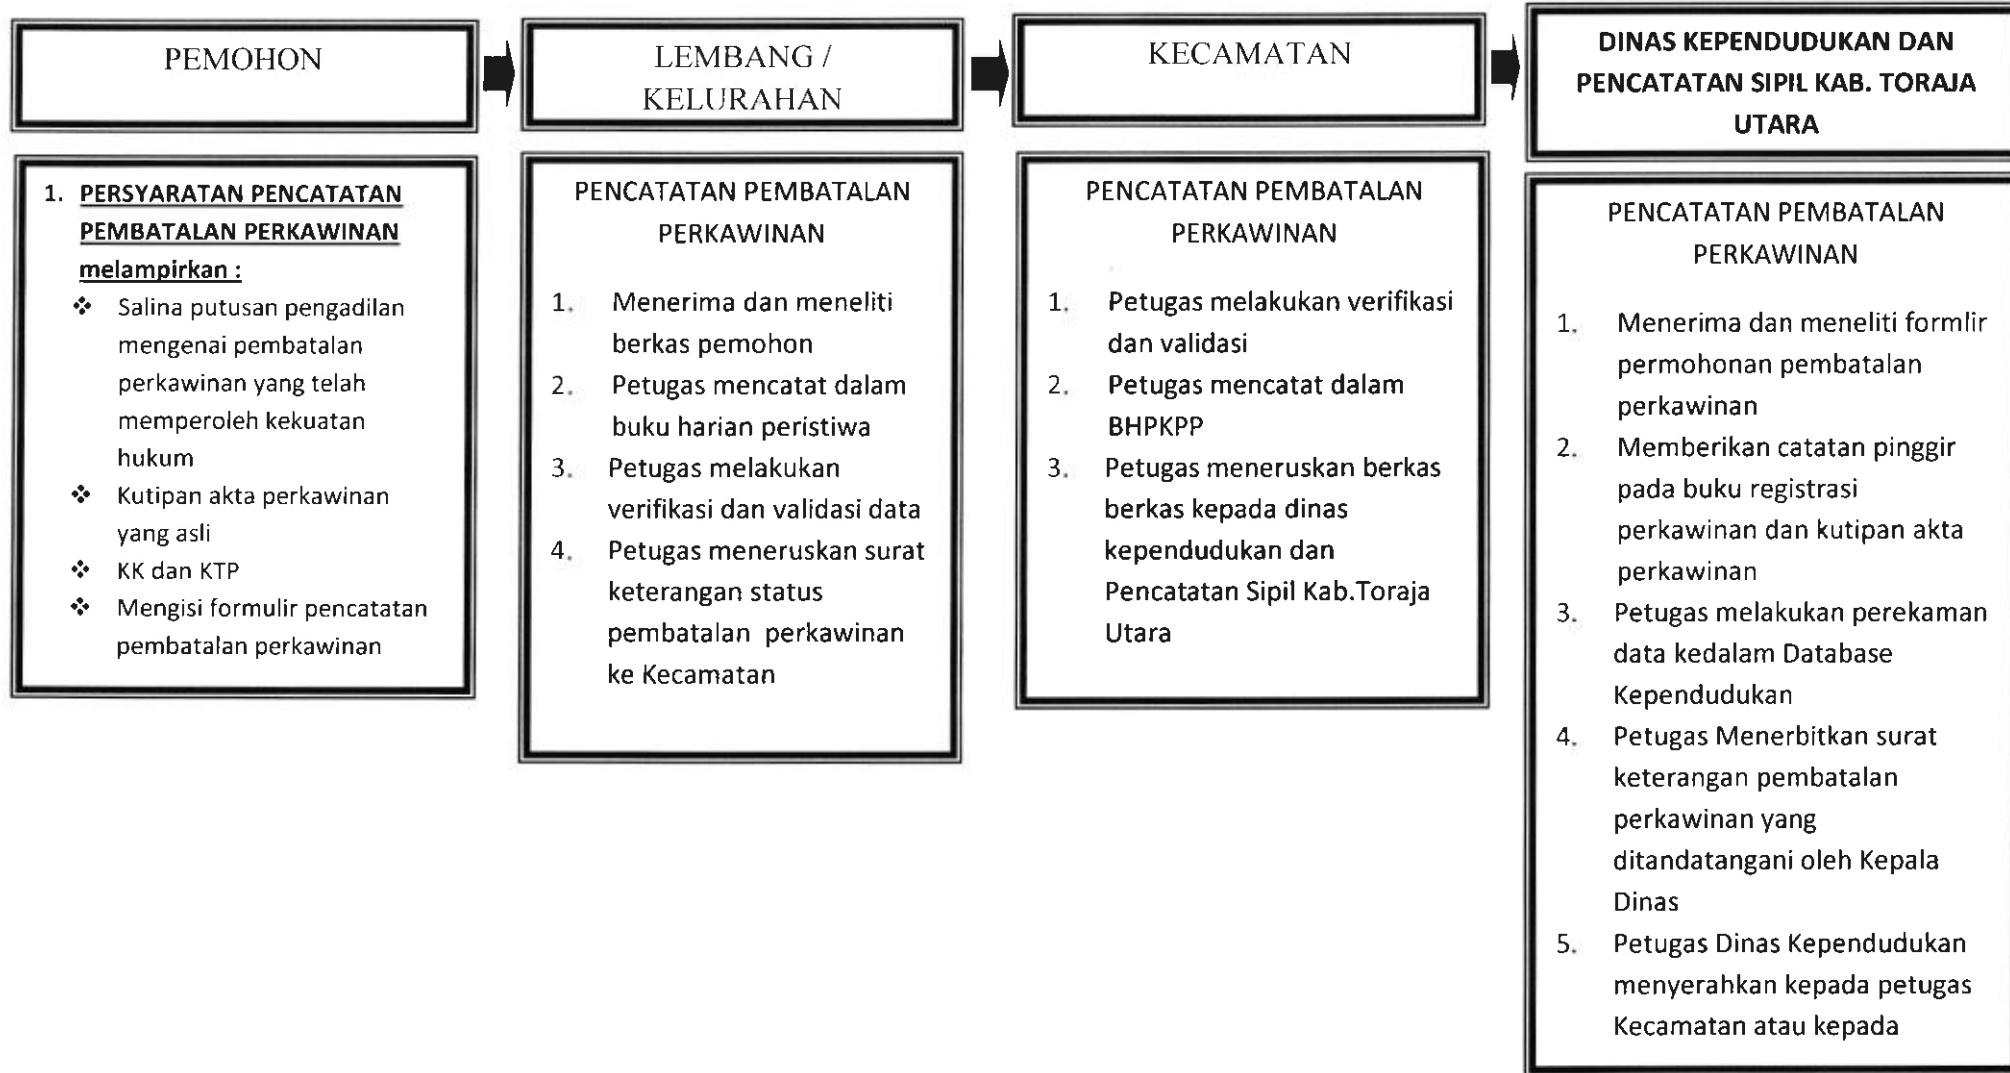 PEMOHON
LEMBANG /
KELURAHAN
KECAMATAN
DINAS KEPENDUDUKAN DAN
PENCATATAN SIPIL KAB. TORAJA
UTARA
1. PERSYARATAN PENCATATAN
PEMBATALAN PERKAWINAN
melampirkan :
❖ Salina putusan pengadilan
mengenai pembatalan
perkawinan yang telah
memperoleh kekuatan
hukum
❖ Kutipan akta perkawinan
yang asli
❖ KK dan KTP
❖ Mengisi formulir pencatatan
pembatalan perkawinan
PENCATATAN PEMBATALAN
PERKAWINAN
1. Menerima dan meneliti
berkas pemohon
2. Petugas mencatat dalam
buku harian peristiwa
3. Petugas melakukan
verifikasi dan validasi data
4. Petugas meneruskan surat
keterangan status
pembatalan perkawinan
ke Kecamatan
PENCATATAN PEMBATALAN
PERKAWINAN
1. Petugas melakukan verifikasi
dan validasi
2. Petugas mencatat dalam
BHPKPP
3. Petugas meneruskan berkas
berkas kepada dinas
kependudukan dan
Pencatatan Sipil Kab.Toraja
Utara
PENCATATAN PEMBATALAN
PERKAWINAN
1. Menerima dan meneliti formlir
permohonan pembatalan
perkawinan
2. Memberikan catatan pinggir
pada buku registrasi
perkawinan dan kutipan akta
perkawinan
3. Petugas melakukan perekaman
data kedalam Database
Kependudukan
4. Petugas Menerbitkan surat
keterangan pembatalan
perkawinan yang
ditandatangani oleh Kepala
Dinas
5. Petugas Dinas Kependudukan
menyerahkan kepada petugas
Kecamatan atau kepada